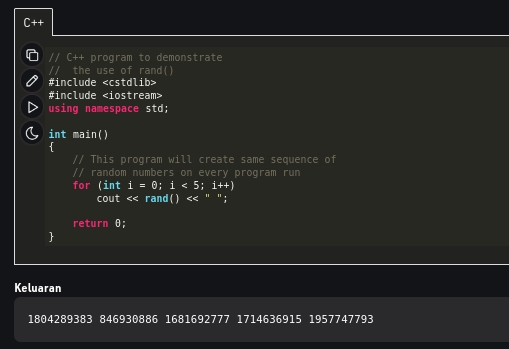 C++
// C++ program to demonstrate
//  the use of rand()
#include <cstdlib>
#include <iostream>
using namespace std;
int main()
{
    // This program will create same sequence of
    // random numbers on every program run
    for (int i = 0; i < 5; i++)
        cout << rand() << " ";
    return 0;
}
Keluaran
1804289383 846930886 1681692777 1714636915 1957747793